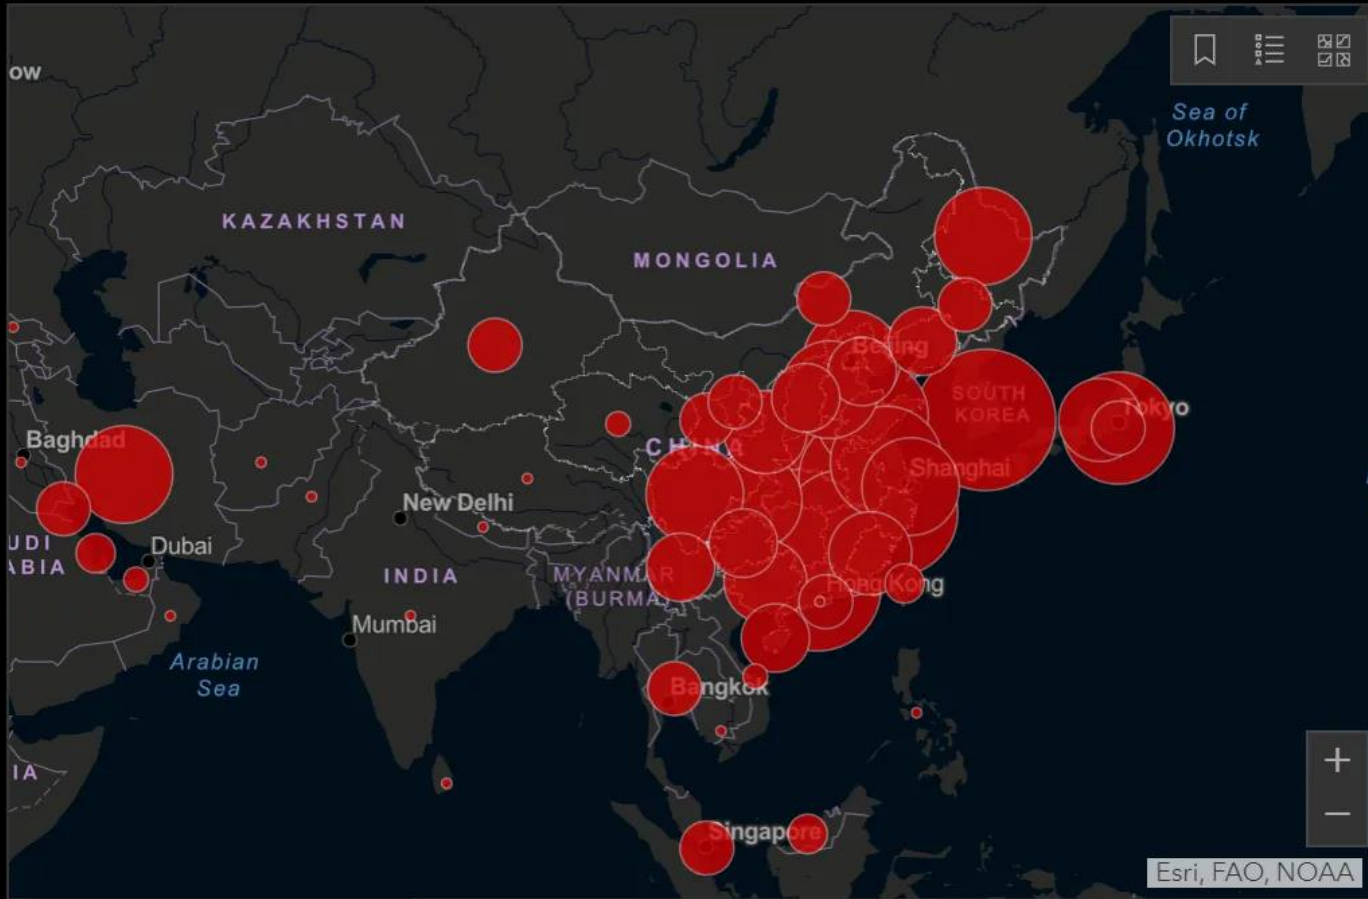 ow
Sea of
Okhotsk
KAZAKHSTAN
MONGOLIA
Beijing
SOUTH
KOREA
Tokyo
Baghdad
CHINA
Shanghai
New Delhi
UDI
ABIA
Dubai
INDIA
MYANMAR
(BURMA)
Hong Kong
Mumbai
Arabian
Sea
Bangkok
IA
Singapore
+
−
Esri, FAO, NOAA